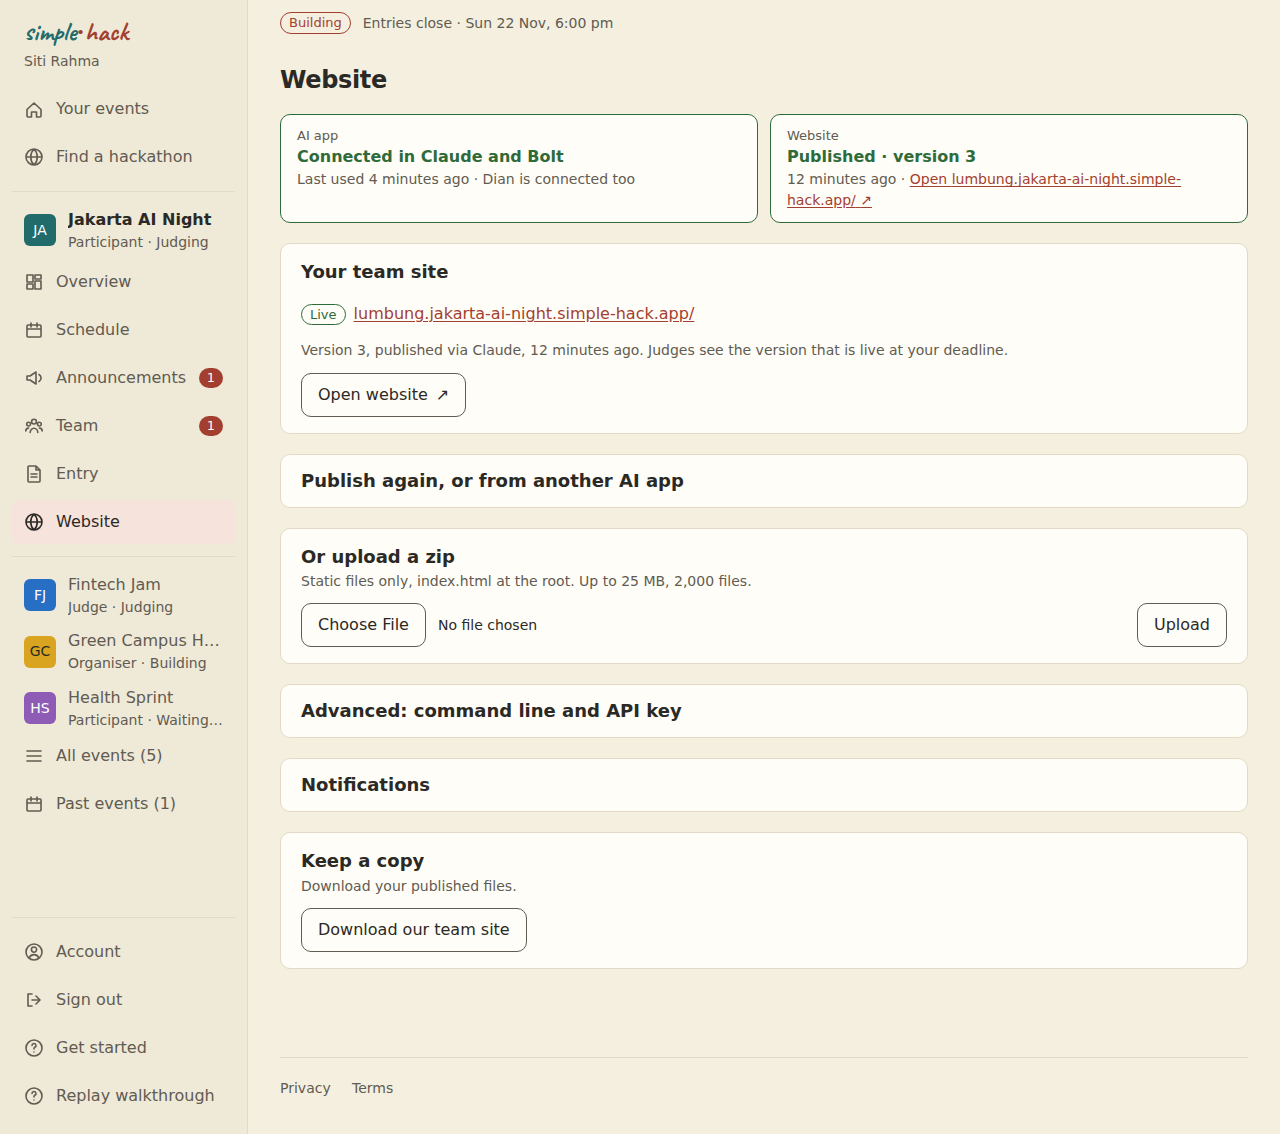 simple·hack
Siti Rahma
Your events
Find a hackathon
JA
Jakarta AI Night
Participant · Judging
Overview
Schedule
Announcements 1
Team 1
Entry
Website
FJ
Fintech Jam
Judge · Judging
GC
Green Campus H…
Organiser · Building
HS
Health Sprint
Participant · Waiting…
All events (5)
Past events (1)
Account
Sign out
Get started
Replay walkthrough
Building Entries close · Sun 22 Nov, 6:00 pm
Website
AI app
Connected in Claude and Bolt
Last used 4 minutes ago · Dian is connected too
Website
Published · version 3
12 minutes ago · Open lumbung.jakarta-ai-night.simple-
hack.app/ ↗
Your team site
Live lumbung.jakarta-ai-night.simple-hack.app/
Version 3, published via Claude, 12 minutes ago. Judges see the version that is live at your deadline.
Open website ↗
Publish again, or from another AI app
Or upload a zip
Static files only, index.html at the root. Up to 25 MB, 2,000 files.
Choose File No file chosen Upload
Advanced: command line and API key
Notifications
Keep a copy
Download your published files.
Download our team site
Privacy Terms